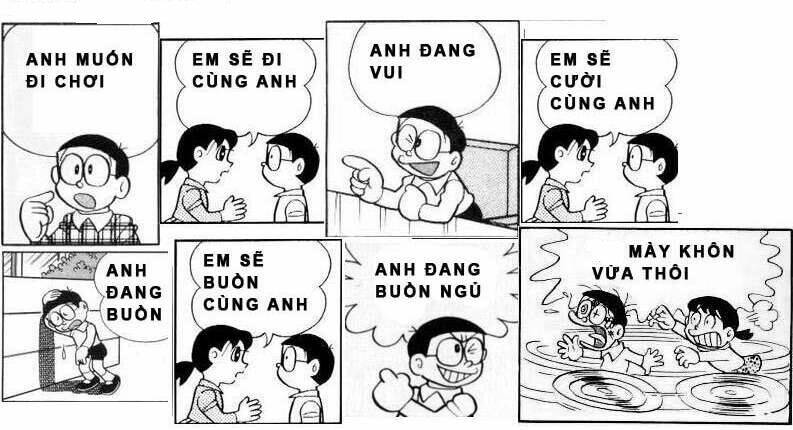 ANH MUỐN
ĐI CHƠI
EM SẼ ĐI
CÙNG ANH
ANH ĐANG
VUI
EM SẼ
CƯỜI
CÙNG ANH
ANH
ĐANG
BUỒN
EM SẼ
BUỒN
CÙNG ANH
ANH ĐANG
BUỒN NGỦ
MÀY KHÔN
VỪA THÔI